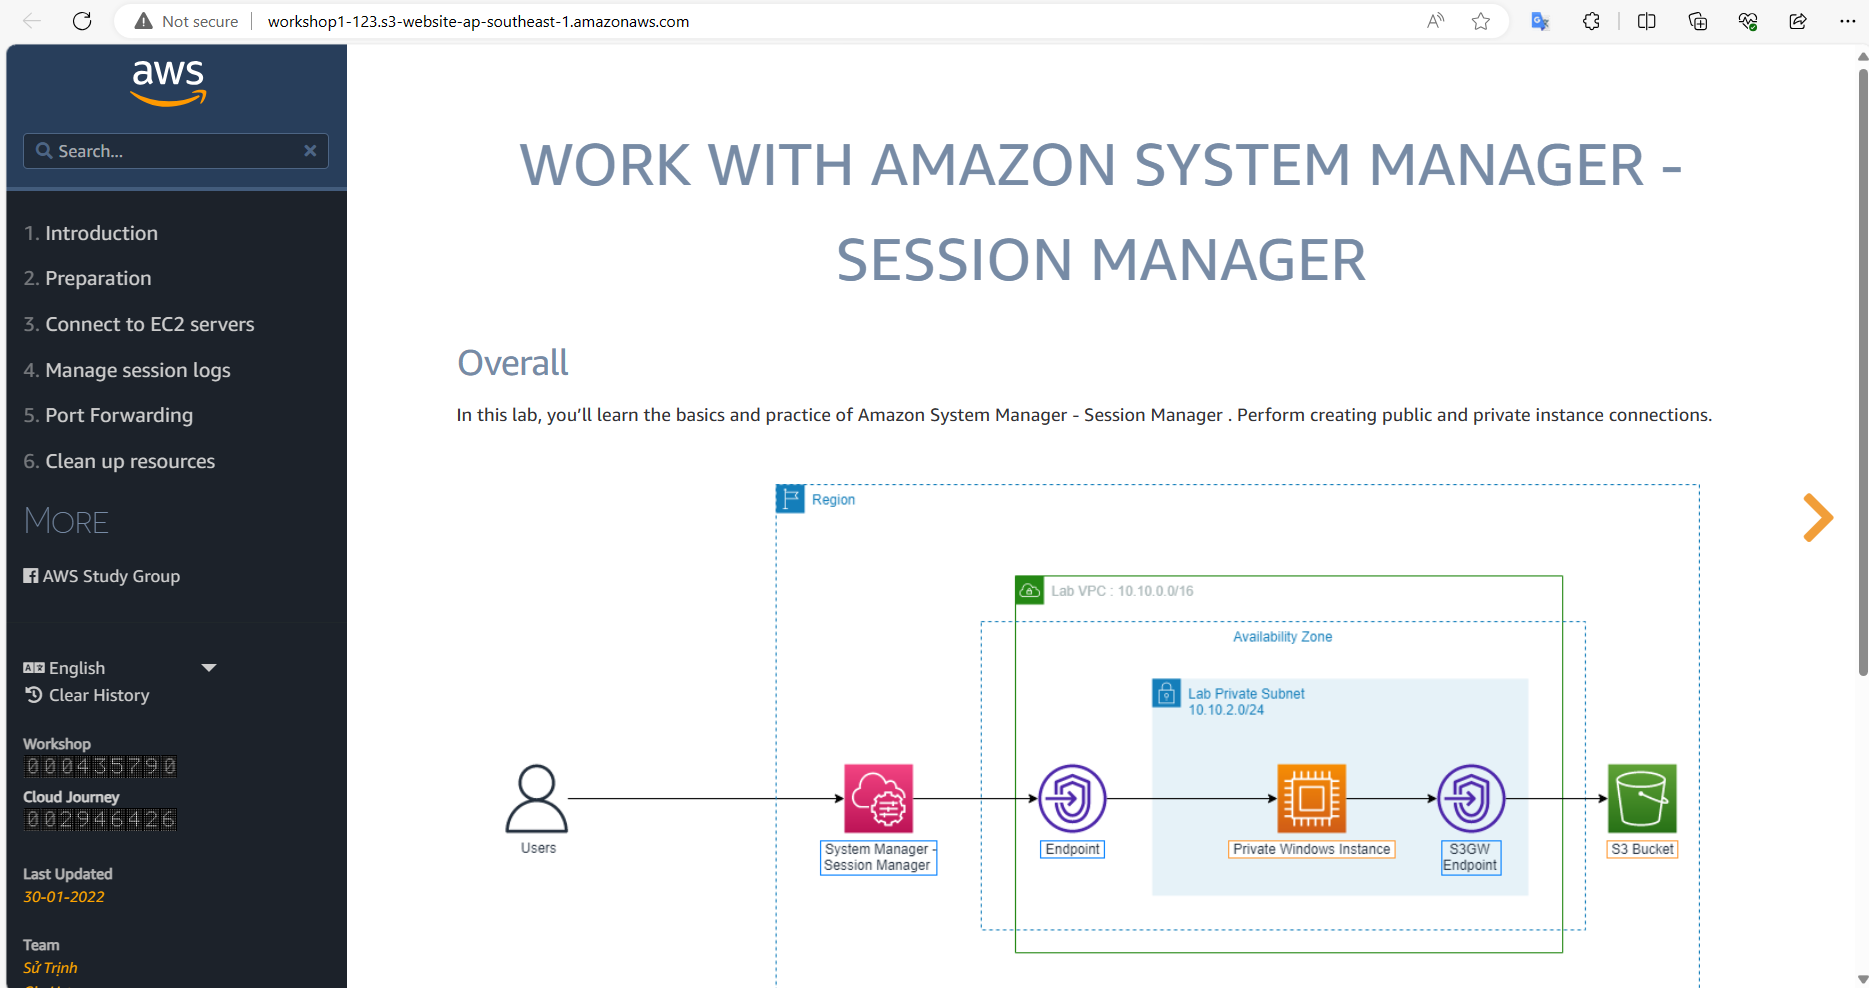 Not secure
workshop1-123.s3-website-ap-southeast-1.amazonaws.com
aws
Search...
1. Introduction
2. Preparation
3. Connect to EC2 servers
4. Manage session logs
5. Port Forwarding
6. Clean up resources
MORE
AWS Study Group
English
Clear History
Workshop
000435790
Cloud Journey
002946426
Last Updated
30-01-2022
Team
Sử Trịnh
WORK WITH AMAZON SYSTEM MANAGER -
SESSION MANAGER
Overall
In this lab, you’ll learn the basics and practice of Amazon System Manager - Session Manager . Perform creating public and private instance connections.
Region
Lab VPC : 10.10.0.0/16
Availability Zone
Lab Private Subnet
10.10.2.0/24
Users
System Manager -
Session Manager
Endpoint
Private Windows Instance
S3GW
Endpoint
S3 Bucket